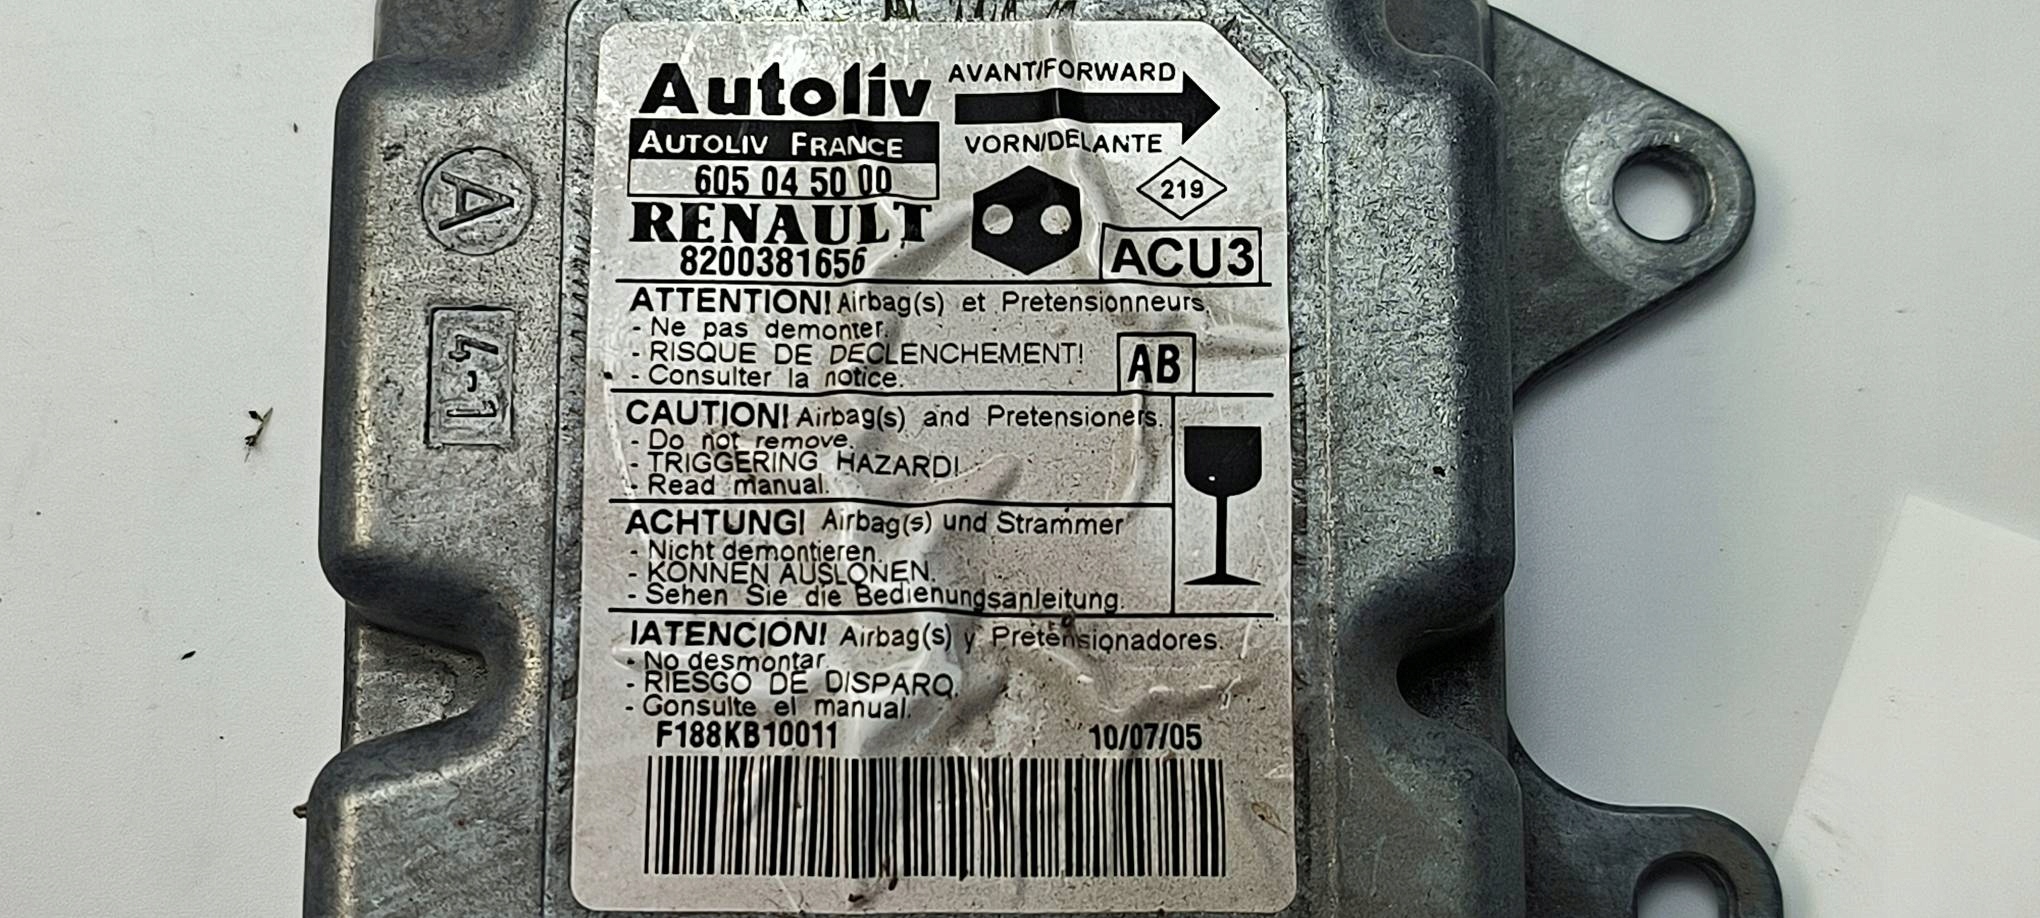 Autoliv
AUTOLIV FRANCE
605 04 50 00
AVANT/FORWARD
VORN/DELANTE
219
RENAULT
8200381656
ACU3
ATTENTION! Airbag(s) et Pretensionneurs.
- Ne pas demonter.
- RISQUE DE DECLENCHEMENT!
- Consulter la notice.
AB
CAUTION! Airbag(s) and Pretensioners.
- Do not remove.
- TRIGGERING HAZARD!
- Read manual.
ACHTUNG! Airbag(s) und Strammer
- Nicht demontieren.
- KONNEN AUSLONEN.
- Sehen Sie die Bedienungsanleitung.
IATENCION! Airbag(s) y Pretensionadores.
- No desmontar.
- RIESGO DE DISPARO.
- Consulte el manual.
F188KB10011
10/07/05
A
4-1